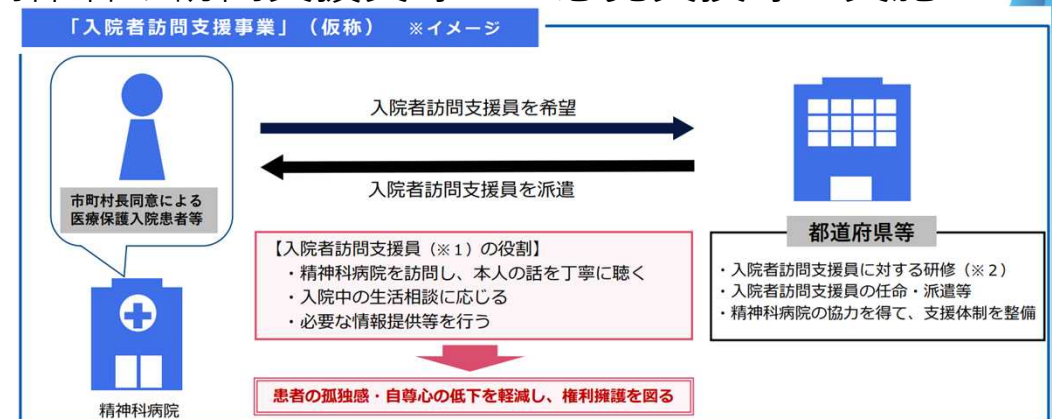 「入院者訪問支援事業」（仮称） ※イメージ
入院者訪問支援員を希望
入院者訪問支援員を派遣
市町村長同意による
医療保護入院患者等
精神科病院
【入院者訪問支援員（※1）の役割】
・精神科病院を訪問し、本人の話を丁寧に聴く
・入院中の生活相談に応じる
・必要な情報提供等を行う
患者の孤独感・自尊心の低下を軽減し、権利擁護を図る
都道府県等
・入院者訪問支援員に対する研修（※2）
・入院者訪問支援員の任命・派遣等
・精神科病院の協力を得て、支援体制を整備